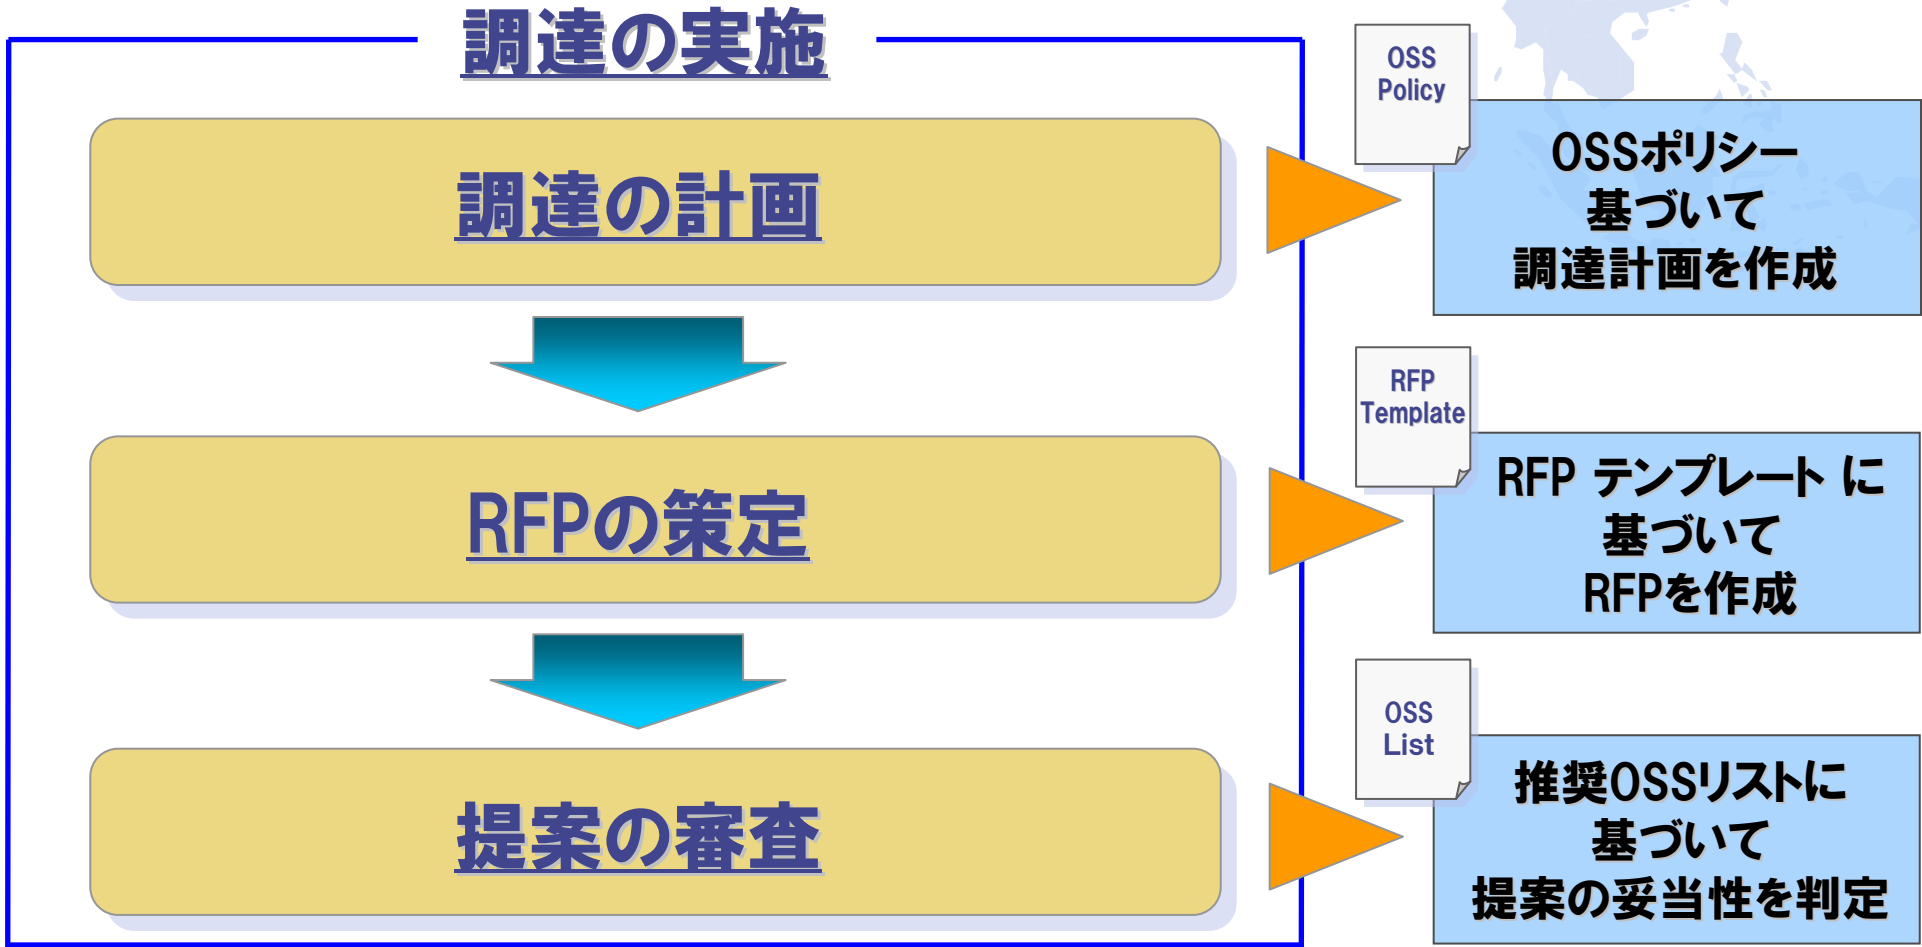 調達の実施
調達の計画
OSS
Policy
OSSポリシー
基づいて
調達計画を作成
RFPの策定
RFP
Template
RFP テンプレート に
基づいて
RFPを作成
提案の審査
OSS
List
推奨OSSリストに
基づいて
提案の妥当性を判定